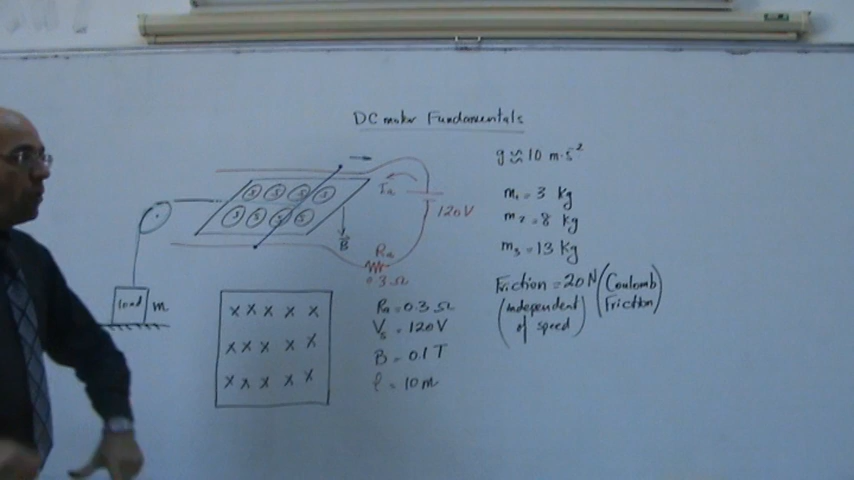 DC motor Fundamentals
g ≈ 10 m·s⁻²
m₁ = 3 Kg
m₂ = 8 Kg
m₃ = 13 Kg
Friction = 20 N (Coulomb Friction)
(independent of speed)
Ia
120V
B
Ra
0.3 Ω
S S S S
S S S S
load m
x x x x x
x x x x x
x x x x x
Ra = 0.3 Ω
Vs = 120V
B = 0.1 T
l = 10 m